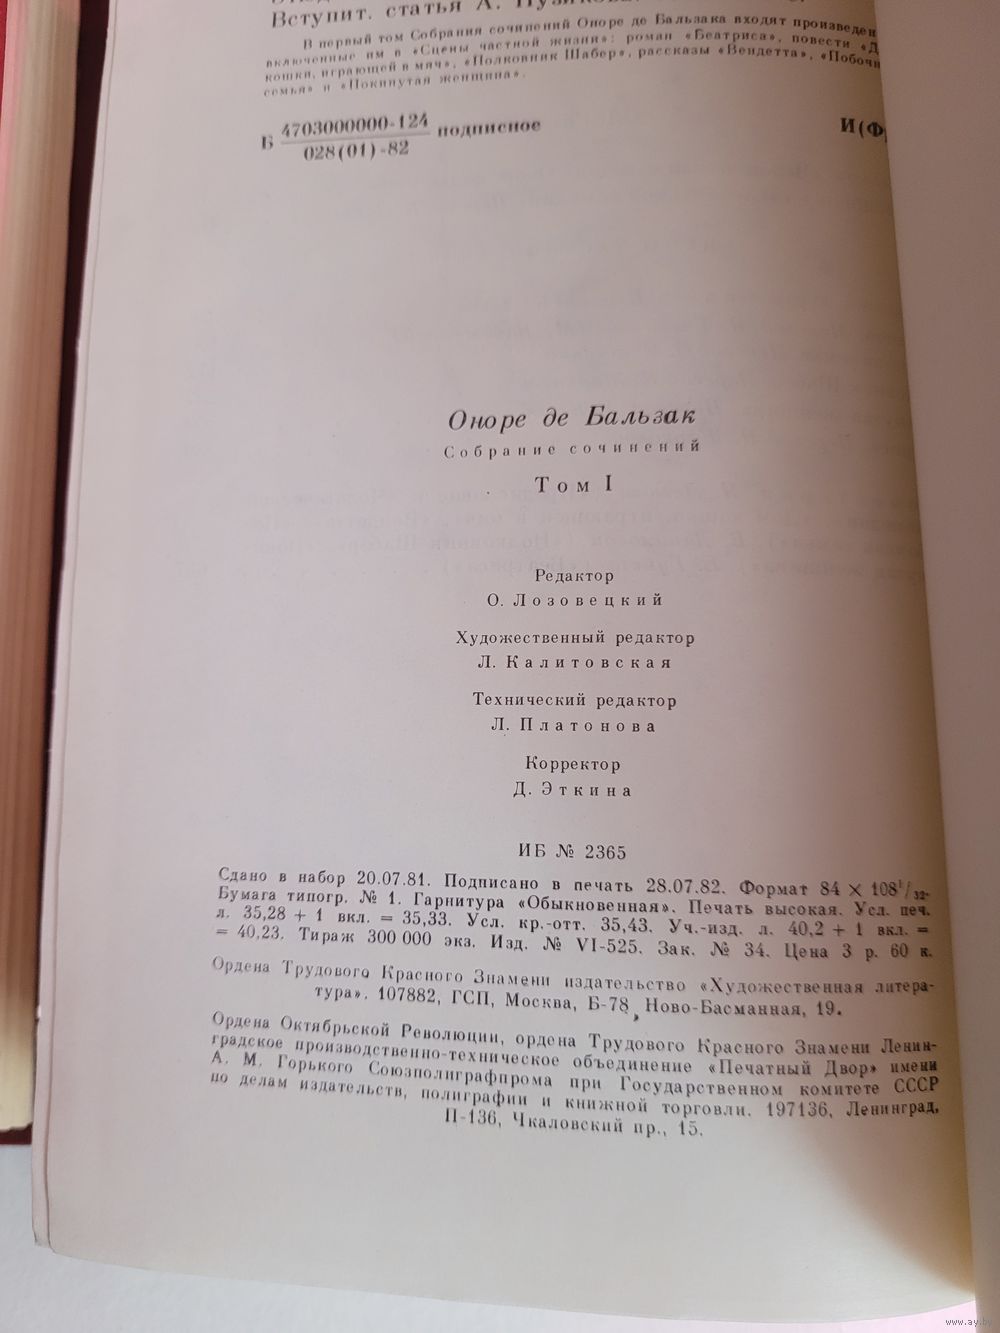 Вступит. статья А. Пузиков
В первый том Собрания сочинений Оноре де Бальзака входят произведен
включенные им в «Сцены частной жизни»: роман «Беатриса», повести «Д
кошки, играющей в мяч», «Полковник Шабер», рассказы «Вендетта», «Побочн
семья» и «Покинутая женщина».
Б 4703000000-124 подписное И(Ф
028(01)-82
Оноре де Бальзак
Собрание сочинений
Том I
Редактор
О. Лозовецкий
Художественный редактор
Л. Калитовская
Технический редактор
Л. Платонова
Корректор
Д. Эткина
ИБ № 2365
Сдано в набор 20.07.81. Подписано в печать 28.07.82. Формат 84 × 108¹/₃₂.
Бумага типогр. № 1. Гарнитура «Обыкновенная». Печать высокая. Усл. печ.
л. 35,28 + 1 вкл. = 35,33. Усл. кр.-отт. 35,43. Уч.-изд. л. 40,2 + 1 вкл. =
= 40,23. Тираж 300 000 экз. Изд. № VI-525. Зак. № 34. Цена 3 р. 60 к.
Ордена Трудового Красного Знамени издательство «Художественная литера-
тура». 107882, ГСП, Москва, Б-78, Ново-Басманная, 19.
Ордена Октябрьской Революции, ордена Трудового Красного Знамени Ленин-
градское производственно-техническое объединение «Печатный Двор» имени
А. М. Горького Союзполиграфпрома при Государственном комитете СССР
по делам издательств, полиграфии и книжной торговли. 197136, Ленинград,
П-136, Чкаловский пр., 15.
www.ay.by